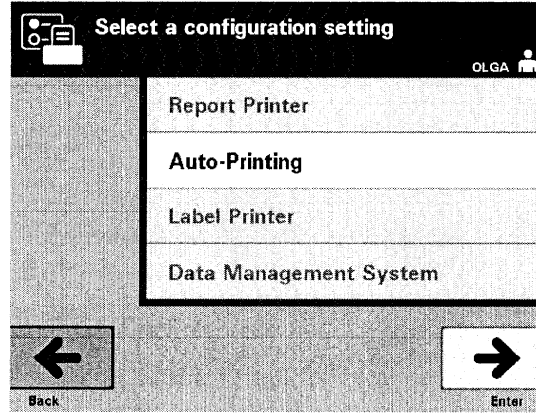 Select a configuration setting
OLGA
Report Printer
Auto-Printing
Label Printer
Data Management System
Back
Enter